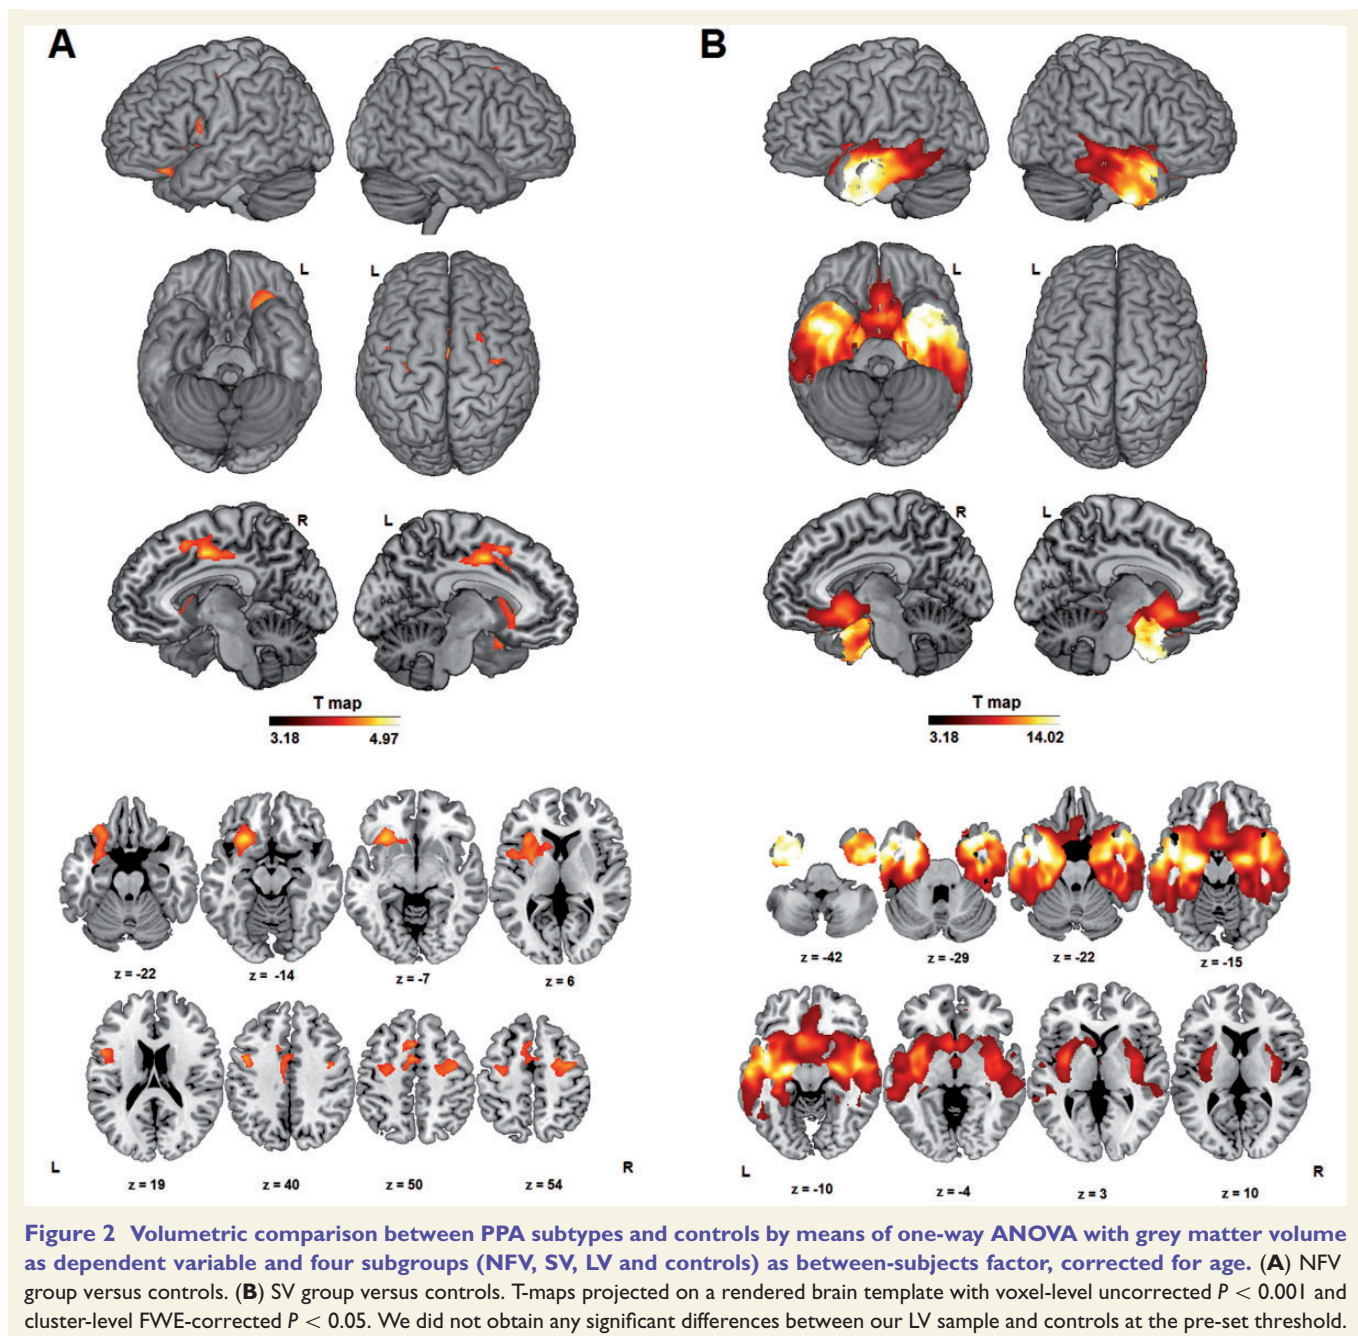 A
B
L
L
L
L
R
L
R
L
T map
3.18 4.97
T map
3.18 14.02
z = -22
z = -14
z = -7
z = 6
z = 19
z = 40
z = 50
z = 54
L
R
z = -42
z = -29
z = -22
z = -15
z = -10
z = -4
z = 3
z = 10
L
R
Figure 2 Volumetric comparison between PPA subtypes and controls by means of one-way ANOVA with grey matter volume
as dependent variable and four subgroups (NFV, SV, LV and controls) as between-subjects factor, corrected for age. (A) NFV
group versus controls. (B) SV group versus controls. T-maps projected on a rendered brain template with voxel-level uncorrected P < 0.001 and
cluster-level FWE-corrected P < 0.05. We did not obtain any significant differences between our LV sample and controls at the pre-set threshold.